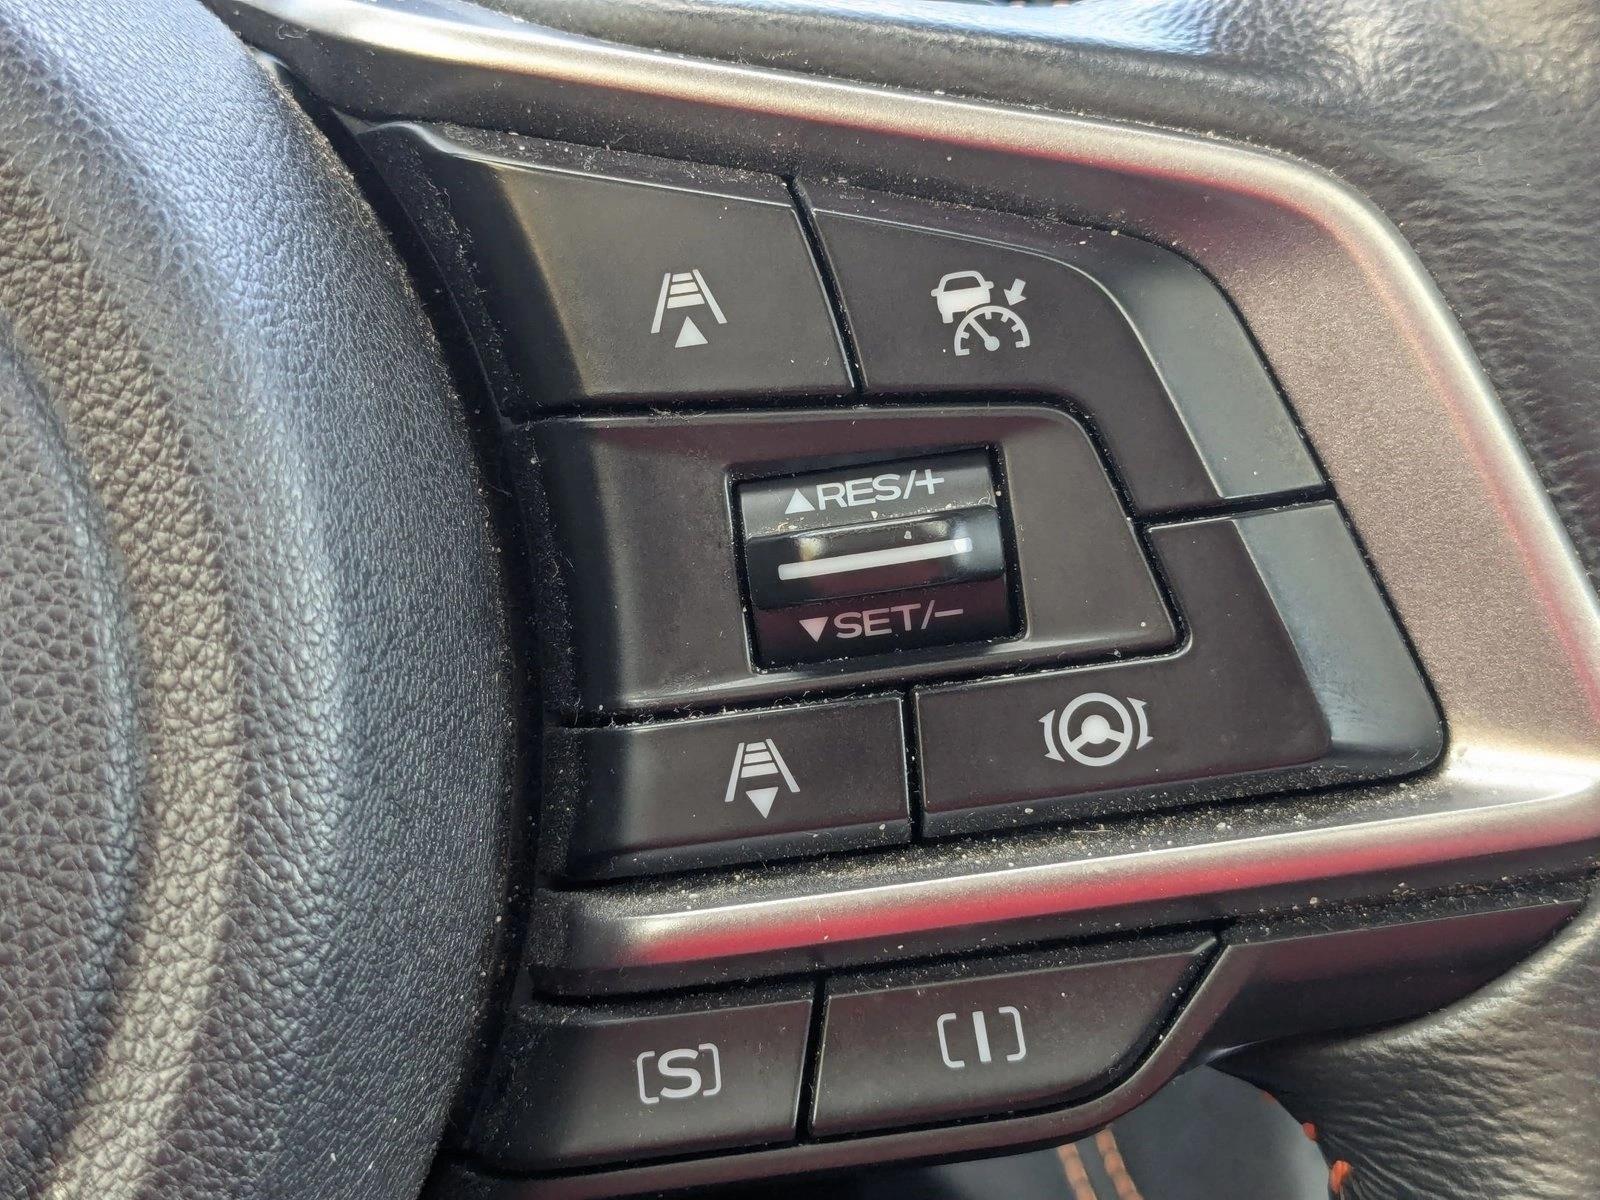 ▲RES/+
▼SET/−
[S]
[I]